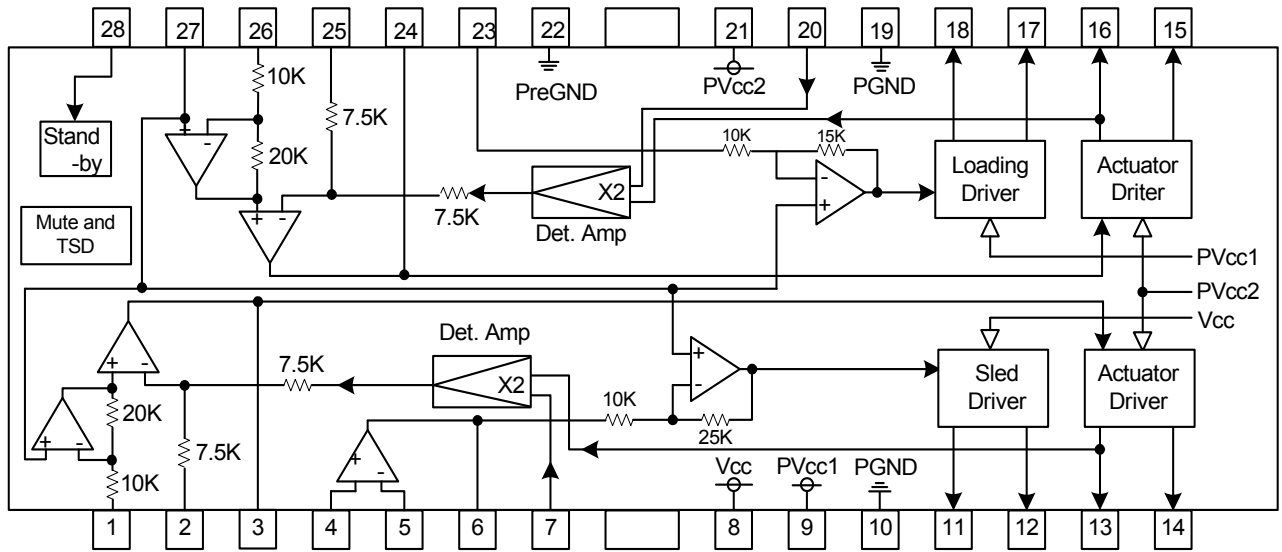 28 27 26 25 24 23 22 21 20 19 18 17 16 15
PreGND
PVcc2
PGND
10K
7.5K
Stand
-by
+
-
20K
10K
15K
Loading
Driver
Actuator
Driter
X2
-
+
Mute and
TSD
+
-
7.5K
Det. Amp
PVcc1
PVcc2
Vcc
Det. Amp
+
-
7.5K
X2
+
-
Sled
Driver
Actuator
Driver
20K
10K
25K
+
-
7.5K
10K
+
-
Vcc
PVcc1
PGND
1 2 3 4 5 6 7 8 9 10 11 12 13 14